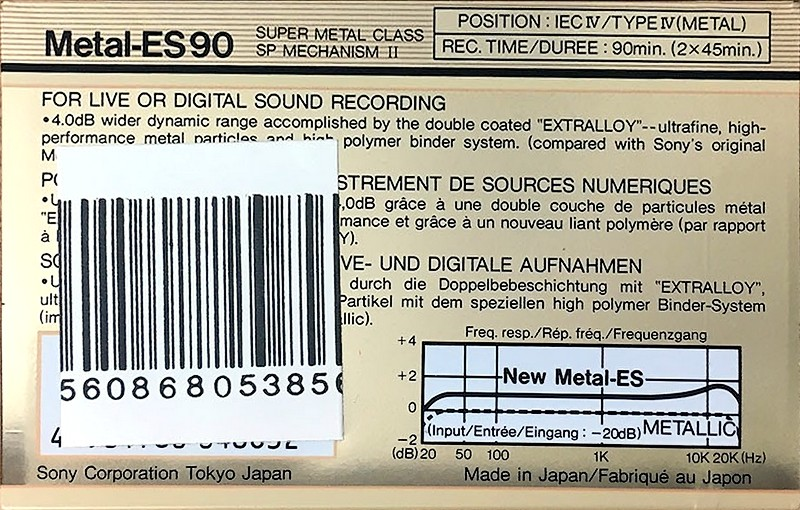 Metal-ES90
SUPER METAL CLASS
SP MECHANISM II
POSITION : IEC IV/TYPE IV (METAL)
REC. TIME/DUREE : 90min. (2×45min.)
FOR LIVE OR DIGITAL SOUND RECORDING
•4.0dB wider dynamic range accomplished by the double coated "EXTRALLOY"--ultrafine, high-
performance metal particles and high polymer binder system. (compared with Sony's original
STREMENT DE SOURCES NUMERIQUES
,0dB grâce à une double couche de particules métal
mance et grâce à un nouveau liant polymère (par rapport
à
Y).
VE- UND DIGITALE AUFNAHMEN
durch die Doppelbebeschichtung mit "EXTRALLOY",
Partikel mit dem speziellen high polymer Binder-System
llic).
560868053856
Freq. resp./Rép. fréq./Frequenzgang
+4
+2
0
-2
New Metal-ES
(Input/Entrée/Eingang : -20dB)
METALLIC
(dB) 20 50 100 1K 10K 20K (Hz)
Sony Corporation Tokyo Japan
Made in Japan/Fabriqué au Japon